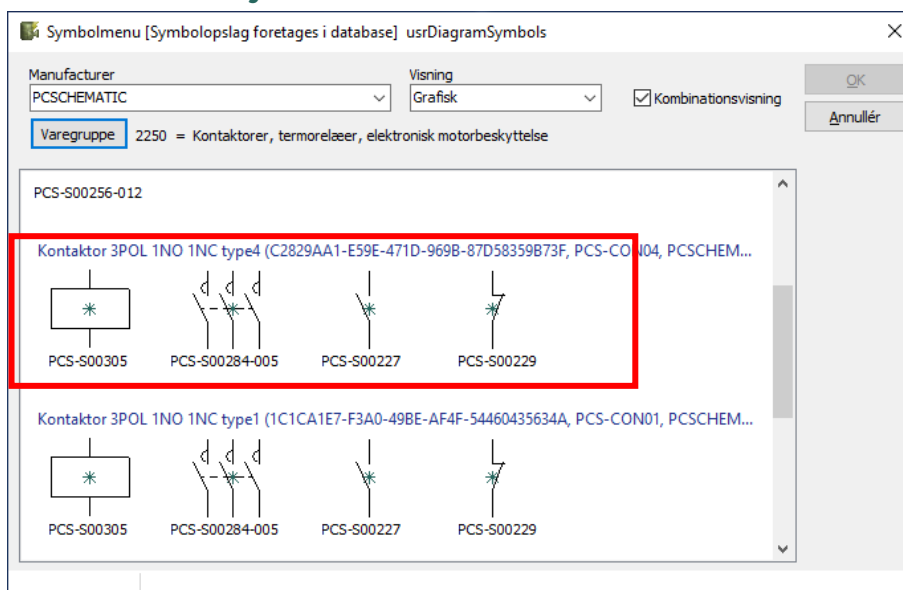 Symbolmenu [Symbolopslag foretages i database] usrDiagramSymbols
Manufacturer Visning
PCSCHEMATIC Grafisk Kombinationsvisning OK
Annullér
Varegruppe 2250 = Kontaktorer, termorelæer, elektronisk motorbeskyttelse
PCS-S00256-012
Kontaktor 3POL 1NO 1NC type4 (C2829AA1-E59E-471D-969B-87D58359B73F, PCS-CON04, PCSCHEM...
PCS-S00305 PCS-S00284-005 PCS-S00227 PCS-S00229
Kontaktor 3POL 1NO 1NC type1 (1C1CA1E7-F3A0-49BE-AF4F-54460435634A, PCS-CON01, PCSCHEM...
PCS-S00305 PCS-S00284-005 PCS-S00227 PCS-S00229